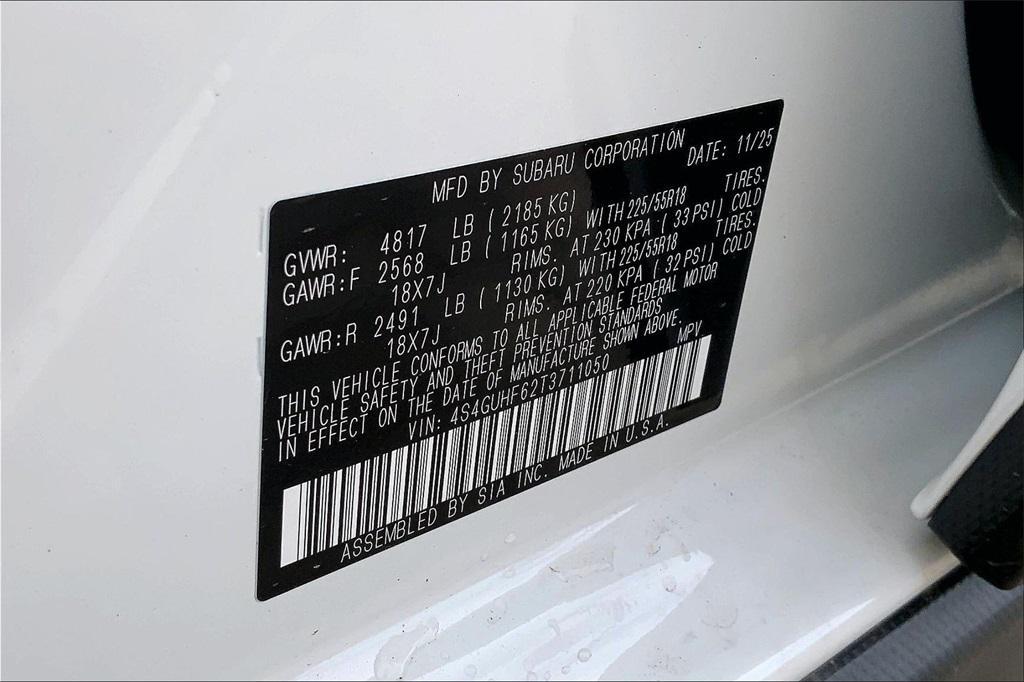 MFD BY SUBARU CORPORATION DATE: 11/25
GVWR: 4817 LB ( 2185 KG)
GAWR:F 2568 LB ( 1165 KG) WITH 225/55R18 TIRES.
18X7J RIMS. AT 230 KPA ( 33 PSI) COLD
GAWR:R 2491 LB ( 1130 KG) WITH 225/55R18 TIRES.
18X7J RIMS. AT 220 KPA ( 32 PSI) COLD
THIS VEHICLE CONFORMS TO ALL APPLICABLE FEDERAL MOTOR
VEHICLE SAFETY AND THEFT PREVENTION STANDARDS
IN EFFECT ON THE DATE OF MANUFACTURE SHOWN ABOVE
VIN: 4S4GUHF62T3711050 MPV
ASSEMBLED BY SIA INC. MADE IN U.S.A.